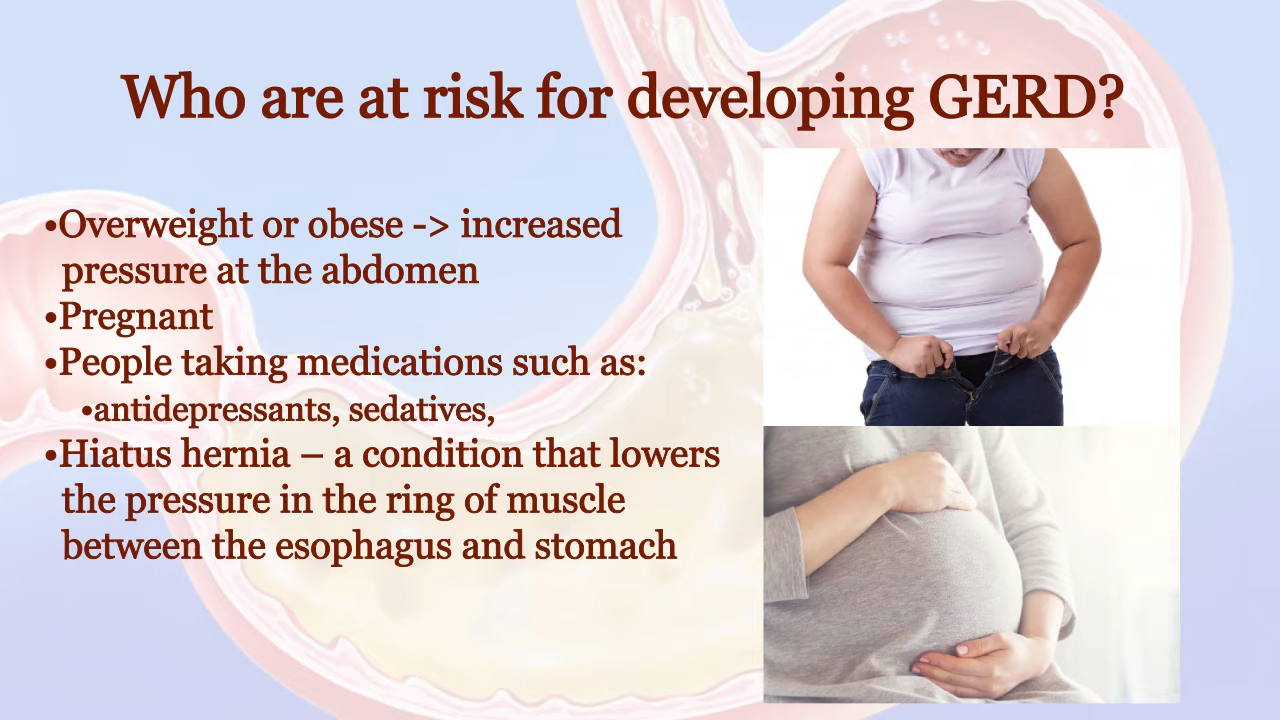 Who are at risk for developing GERD?
•Overweight or obese -> increased
pressure at the abdomen
•Pregnant
•People taking medications such as:
•antidepressants, sedatives,
•Hiatus hernia – a condition that lowers
the pressure in the ring of muscle
between the esophagus and stomach